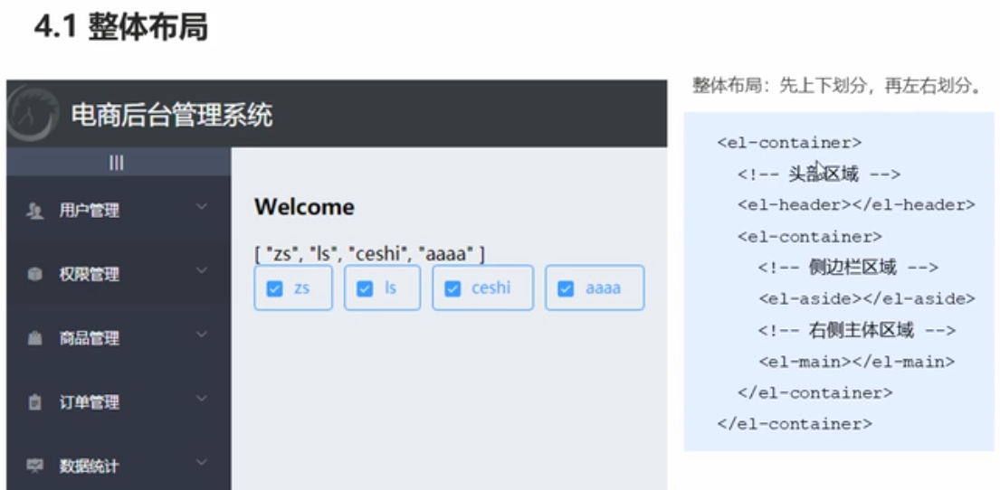 4.1 整体布局
电商后台管理系统
|||
用户管理
权限管理
商品管理
订单管理
数据统计
Welcome
[ "zs", "ls", "ceshi", "aaaa" ]
zs
ls
ceshi
aaaa
整体布局：先上下划分，再左右划分。
<el-container>
<!-- 头部区域 -->
<el-header></el-header>
<el-container>
<!-- 侧边栏区域 -->
<el-aside></el-aside>
<!-- 右侧主体区域 -->
<el-main></el-main>
</el-container>
</el-container>